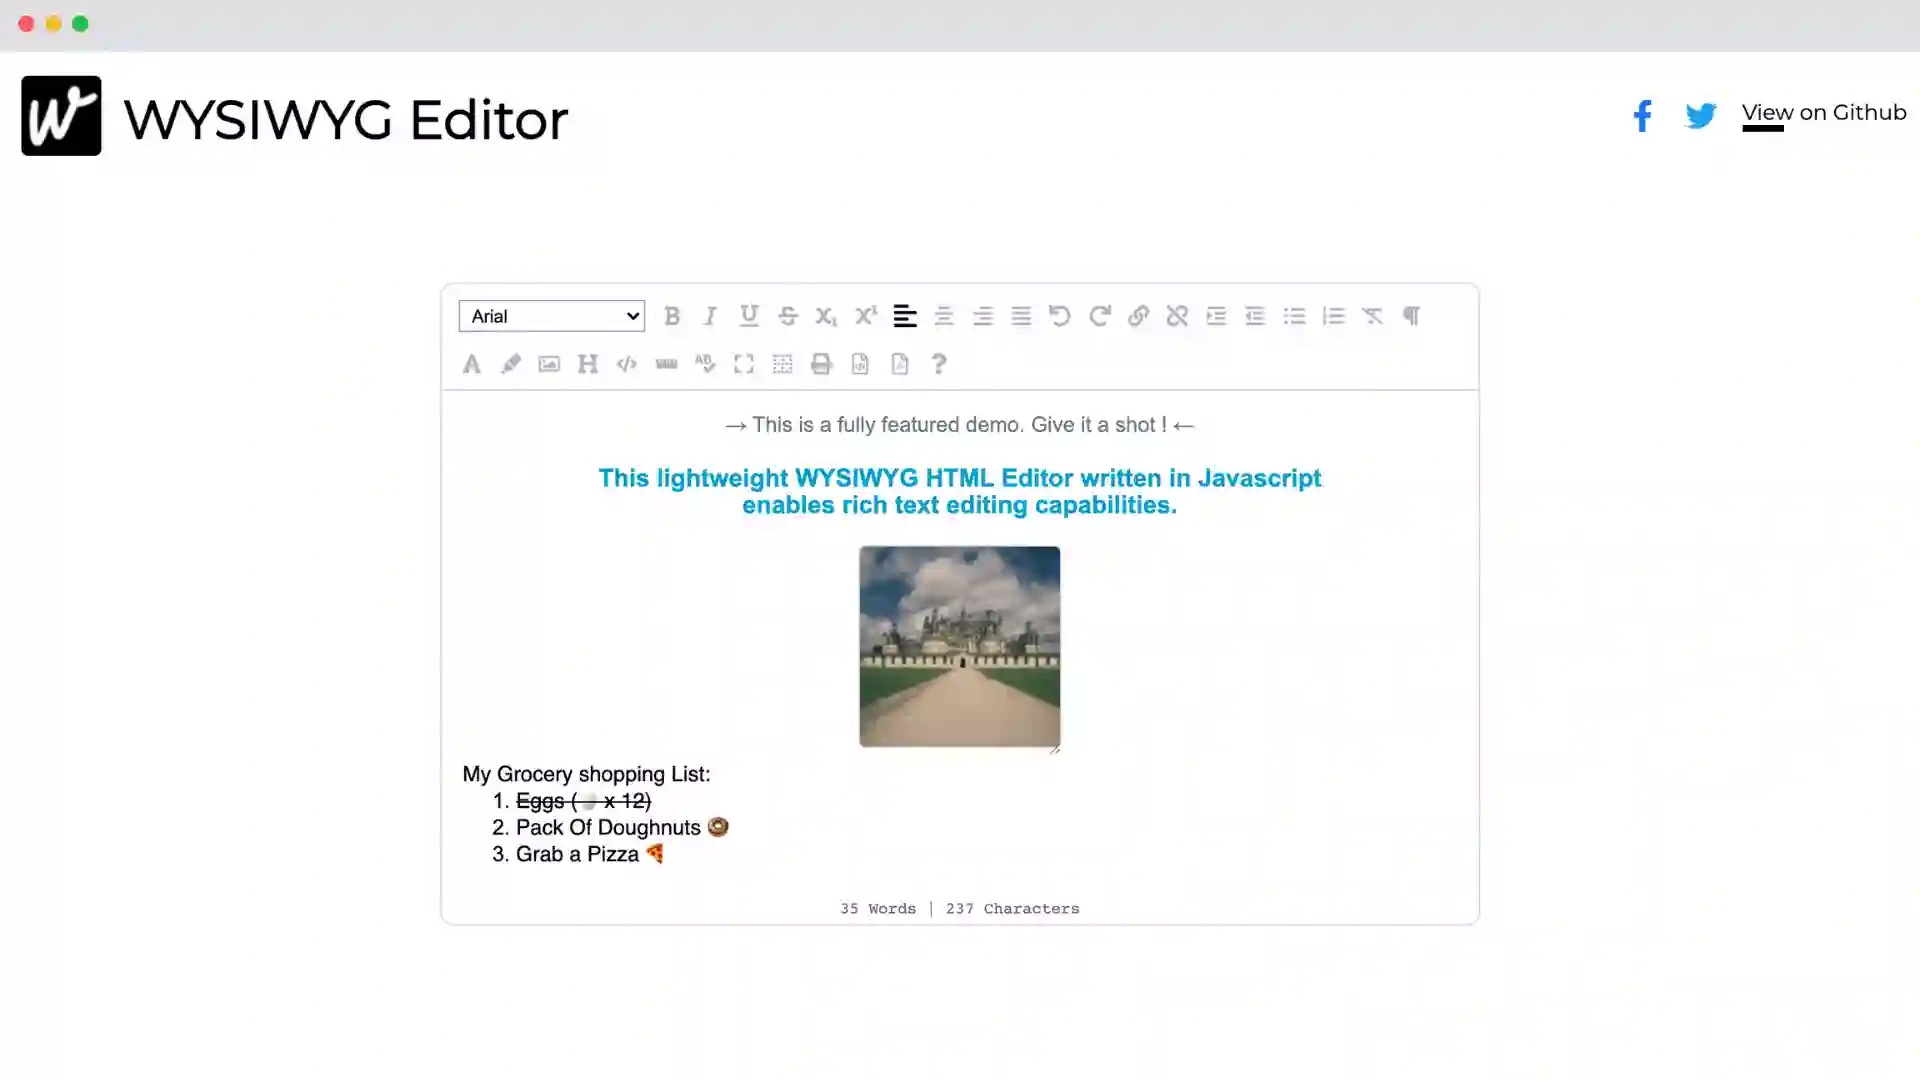 WYSIWYG Editor
View on Github
Arial
→ This is a fully featured demo. Give it a shot ! ←
This lightweight WYSIWYG HTML Editor written in Javascript
enables rich text editing capabilities.
My Grocery shopping List:
1. Eggs (🥚 x 12)
2. Pack Of Doughnuts 🍩
3. Grab a Pizza 🍕
35 Words | 237 Characters